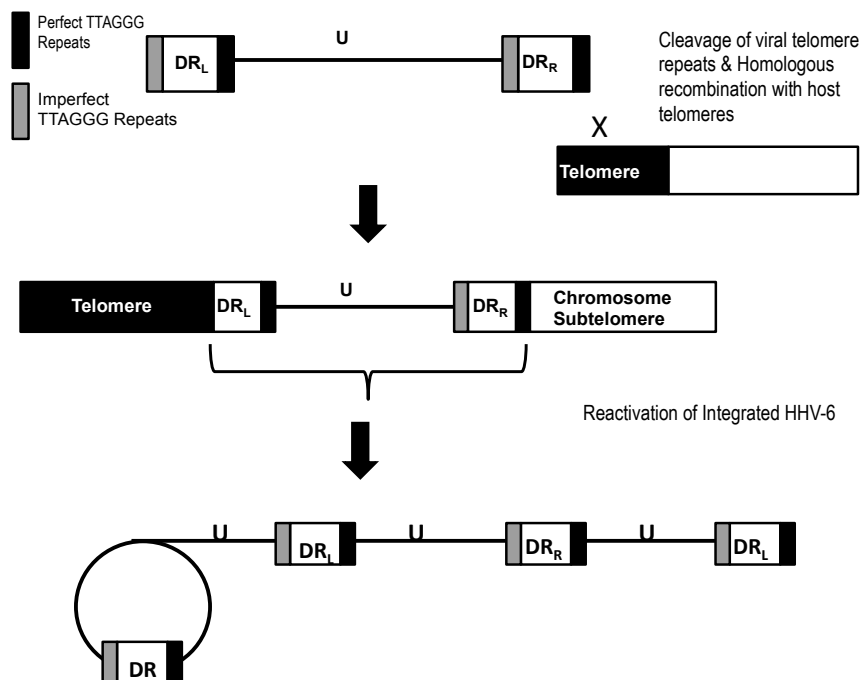 Perfect TTAGGG
Repeats
Imperfect
TTAGGG Repeats
U
DRL
DRR
Cleavage of viral telomere
repeats & Homologous
recombination with host
telomeres
X
Telomere
Telomere
DRL
U
DRR
Chromosome
Subtelomere
Reactivation of Integrated HHV-6
U
DRL
U
DRR
U
DRL
DR